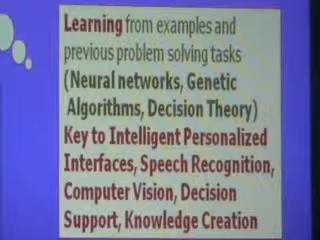 Learning from examples and
previous problem solving tasks
(Neural networks, Genetic
Algorithms, Decision Theory)
Key to Intelligent Personalized
Interfaces, Speech Recognition,
Computer Vision, Decision
Support, Knowledge Creation